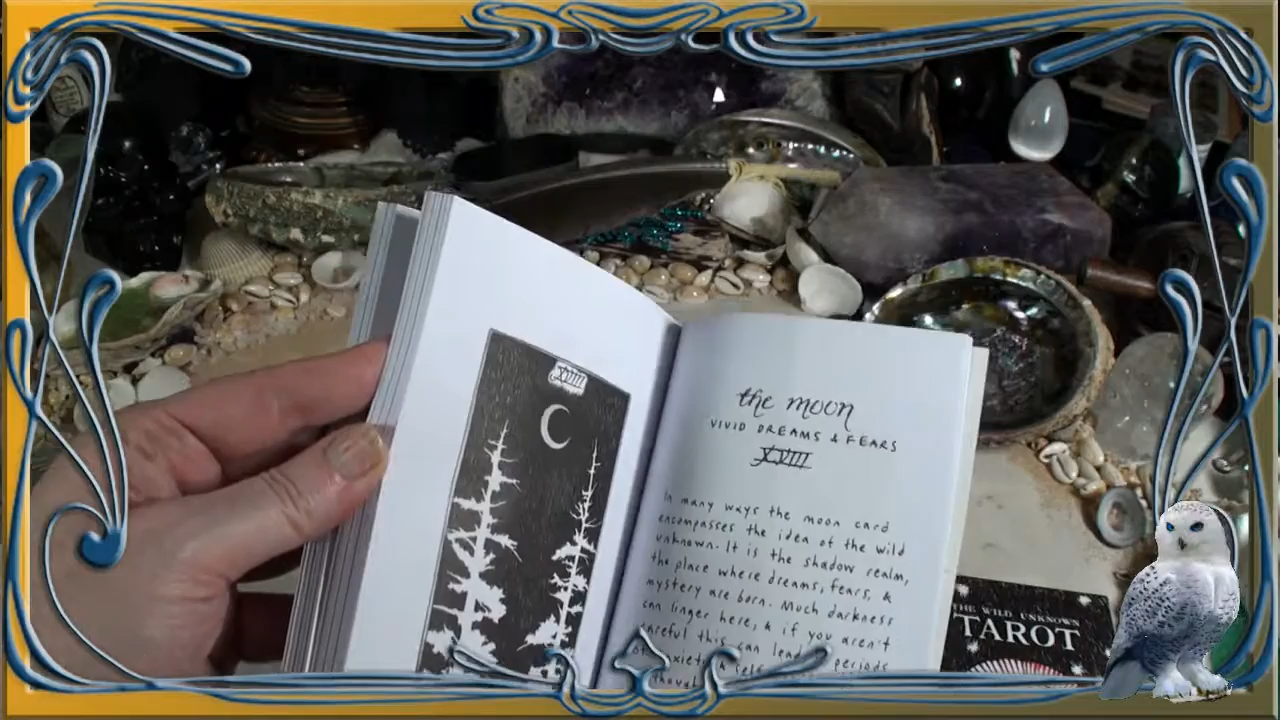 XVIII
the moon
VIVID DREAMS & FEARS
XVIII
In many ways the moon card
encompasses the idea of the wild
unknown. It is the shadow realm,
the place where dreams, fears, &
mystery are born. Much darkness
can linger here, & if you aren't
careful this can lead periods
self
THE WILD UNKNOWN
TAROT